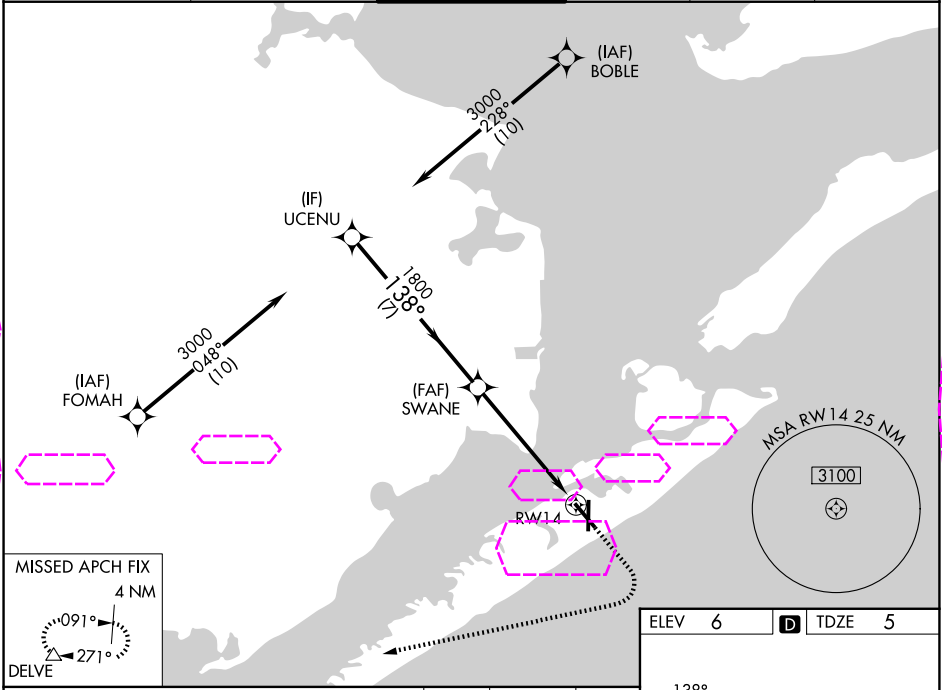 (IAF)
BOBLE
3000
228°
(10)
(IF)
UCENU
1800
138°
(7)
3000
048°
(10)
(IAF)
FOMAH
(FAF)
SWANE
MSA RW14 25 NM
3100
RW14
MISSED APCH FIX
4 NM
091°
271°
DELVE
ELEV 6 D TDZE 5
138°